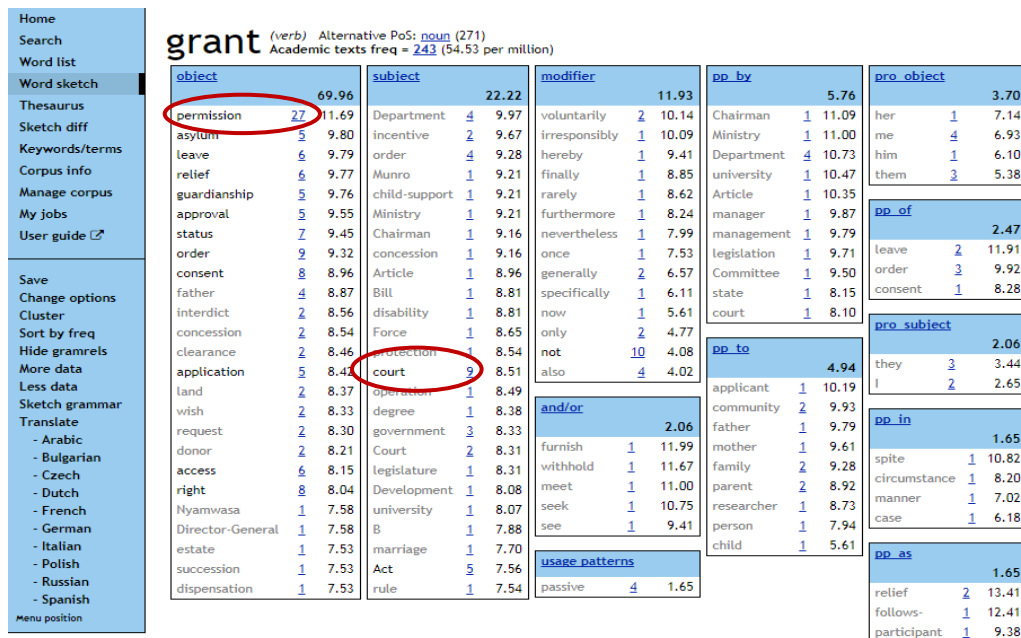 Home
Search
Word list
Word sketch
Thesaurus
Sketch diff
Keywords/terms
Corpus info
Manage corpus
My jobs
User guide
Save
Change options
Cluster
Sort by freq
Hide gramrels
More data
Less data
Sketch grammar
Translate
- Arabic
- Bulgarian
- Czech
- Dutch
- French
- German
- Italian
- Polish
- Russian
- Spanish
Menu position
grant (verb) Alternative PoS: noun (271)
Academic texts freq = 243 (54.53 per million)
object
69.96
permission 27 11.69
asylum 5 9.80
leave 6 9.79
relief 6 9.77
guardianship 5 9.76
approval 5 9.55
status 7 9.45
order 9 9.32
consent 8 8.96
father 4 8.87
interdict 2 8.56
concession 2 8.54
clearance 2 8.46
application 5 8.42
land 2 8.37
wish 2 8.33
request 2 8.30
donor 2 8.21
access 6 8.15
right 8 8.04
Nyamwasa 1 7.58
Director-General 1 7.58
estate 1 7.53
succession 1 7.53
dispensation 1 7.53
subject
22.22
Department 4 9.97
incentive 2 9.67
order 4 9.28
Munro 1 9.21
child-support 1 9.21
Ministry 1 9.21
Chairman 1 9.16
concession 1 9.16
Article 1 8.96
Bill 1 8.81
disability 1 8.81
Force 1 8.65
protection 1 8.54
court 9 8.51
operation 1 8.49
degree 1 8.38
government 3 8.33
Court 2 8.31
legislature 1 8.31
Development 1 8.08
university 1 8.07
B 1 7.88
marriage 1 7.70
Act 5 7.56
rule 1 7.54
modifier
11.93
voluntarily 2 10.14
irresponsibly 1 10.09
hereby 1 9.41
finally 1 8.85
rarely 1 8.62
furthermore 1 8.24
nevertheless 1 7.99
once 1 7.53
generally 2 6.57
specifically 1 6.11
now 1 5.61
only 2 4.77
not 10 4.08
also 4 4.02
and/or
2.06
furnish 1 11.99
withhold 1 11.67
meet 1 11.00
seek 1 10.75
see 1 9.41
usage patterns
passive 4 1.65
pp_by
5.76
Chairman 1 11.09
Ministry 1 11.00
Department 4 10.73
university 1 10.47
Article 1 10.35
manager 1 9.87
management 1 9.79
legislation 1 9.71
Committee 1 9.50
state 1 8.15
court 1 8.10
pp_to
4.94
applicant 1 10.19
community 2 9.93
father 1 9.79
mother 1 9.61
family 2 9.28
parent 2 8.92
researcher 1 8.73
person 1 7.94
child 1 5.61
pro_object
3.70
her 1 7.14
me 4 6.93
him 1 6.10
them 3 5.38
pp_of
2.47
leave 2 11.91
order 3 9.92
consent 1 8.28
pro_subject
2.06
they 3 3.44
I 2 2.65
pp_in
1.65
spite 1 10.82
circumstance 1 8.20
manner 1 7.02
case 1 6.18
pp_as
1.65
relief 2 13.41
follows- 1 12.41
participant 1 9.38